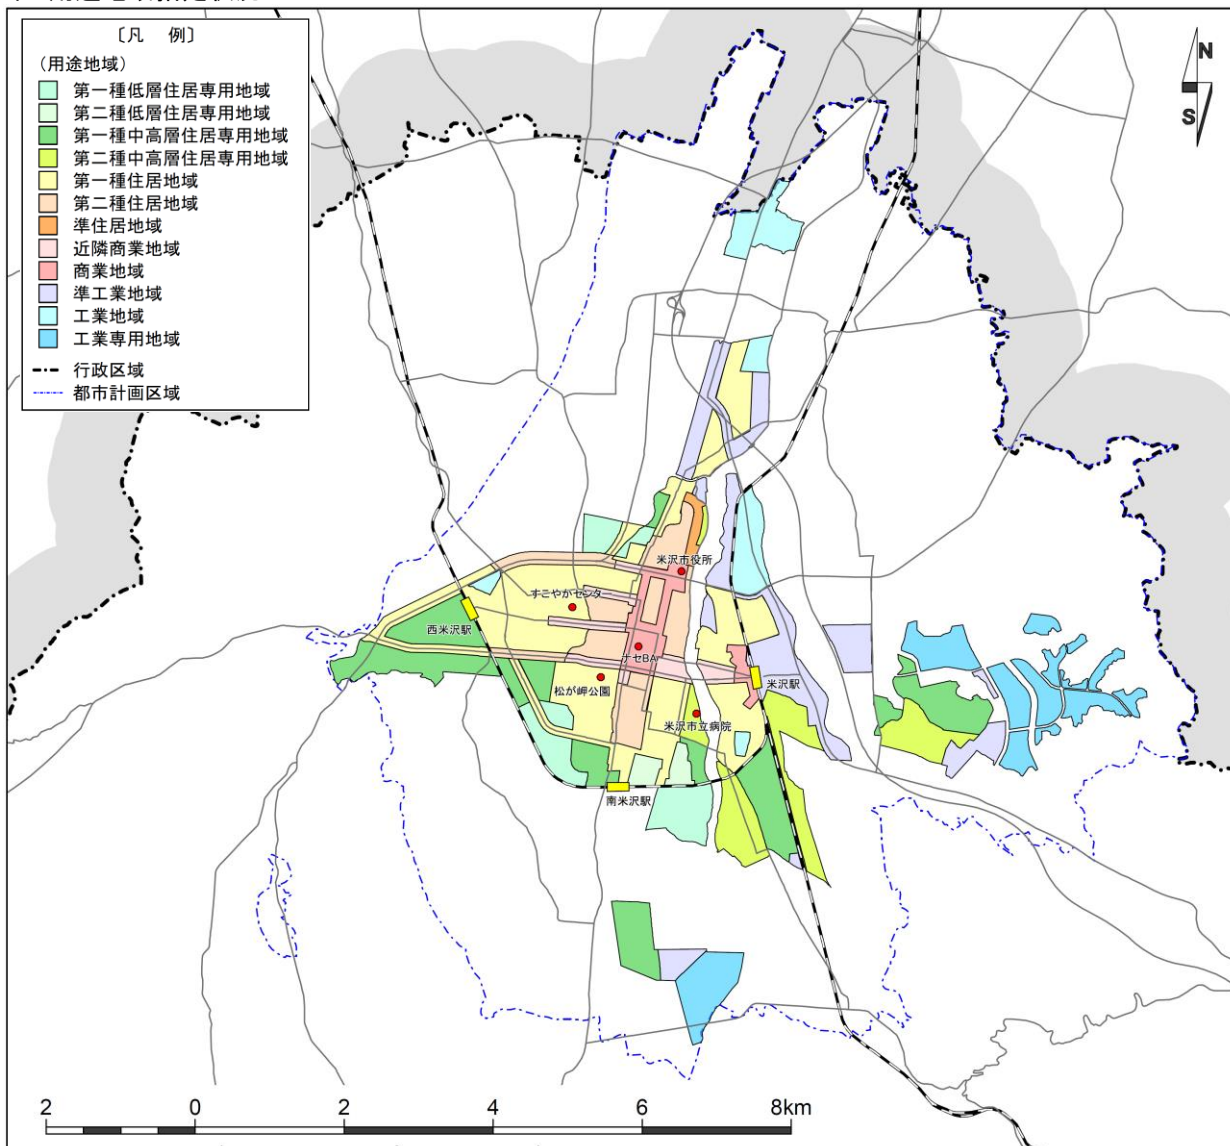 〔凡 例〕
(用途地域)
第一種低層住居専用地域
第二種低層住居専用地域
第一種中高層住居専用地域
第二種中高層住居専用地域
第一種住居地域
第二種住居地域
準住居地域
近隣商業地域
商業地域
準工業地域
工業地域
工業専用地域
行政区域
都市計画区域
N
S
米沢市役所
すこやかセンター
西米沢駅
ナセBA
米沢駅
松が岬公園
米沢市立病院
南米沢駅
2 0 2 4 6 8km